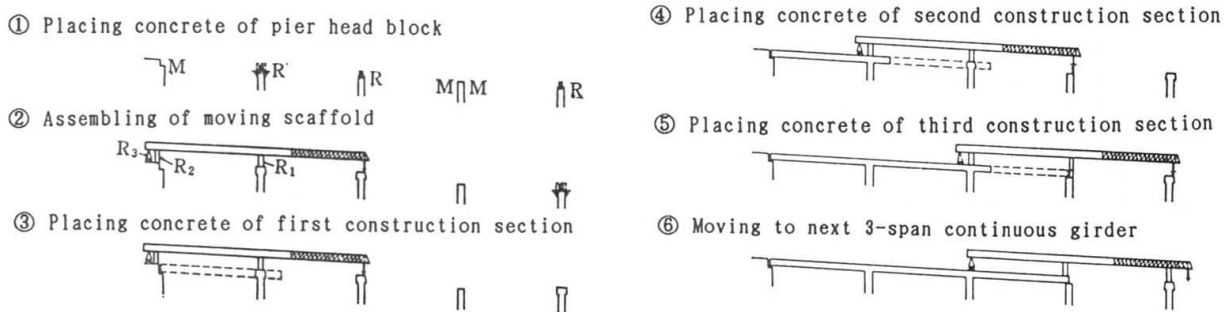 ① Placing concrete of pier head block
M R R M M R
② Assembling of moving scaffold
R₃ R₂ R₁
③ Placing concrete of first construction section
④ Placing concrete of second construction section
⑤ Placing concrete of third construction section
⑥ Moving to next 3-span continuous girder